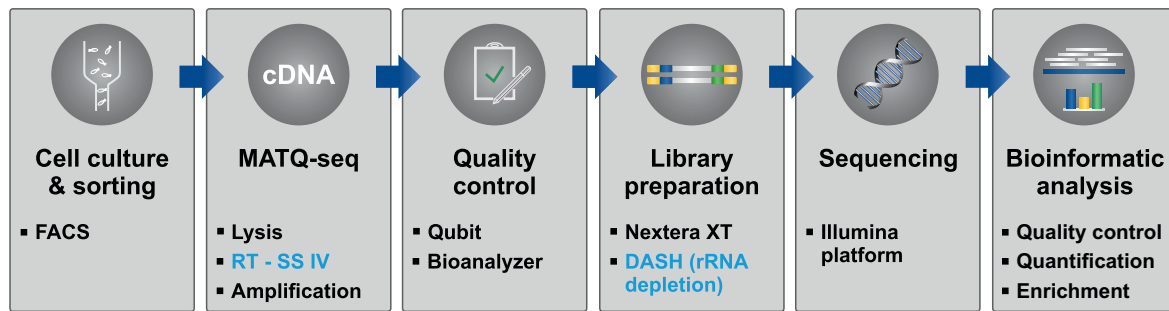 Cell culture
& sorting
▪ FACS
cDNA
MATQ-seq
▪ Lysis
▪ RT - SS IV
▪ Amplification
Quality
control
▪ Qubit
▪ Bioanalyzer
Library
preparation
▪ Nextera XT
▪ DASH (rRNA
depletion)
Sequencing
▪ Illumina
platform
Bioinformatic
analysis
▪ Quality control
▪ Quantification
▪ Enrichment